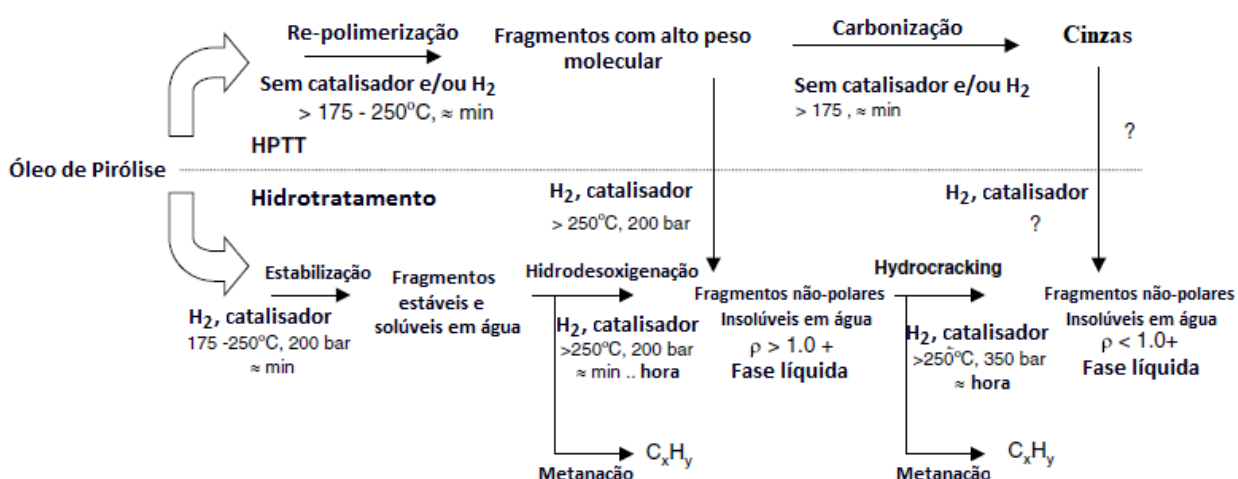 Re-polimerização
Sem catalisador e/ou H₂
> 175 - 250°C, ≈ min
Fragmentos com alto peso
molecular
Carbonização
Sem catalisador e/ou H₂
> 175 , ≈ min
Cinzas
?
HPTT
Óleo de Pirólise
Hidrotratamento
H₂, catalisador
> 250°C, 200 bar
H₂, catalisador
?
Estabilização
H₂, catalisador
175 -250°C, 200 bar
≈ min
Fragmentos
estáveis e
solúveis em água
Hidrodesoxigenação
H₂, catalisador
>250°C, 200 bar
≈ min .. hora
Fragmentos não-polares
Insolúveis em água
ρ > 1.0 +
Fase líquida
Hydrocracking
H₂, catalisador
>250°C, 350 bar
≈ hora
Fragmentos não-polares
Insolúveis em água
ρ < 1.0+
Fase líquida
Metanação
CₓHᵧ
Metanação
CₓHᵧ